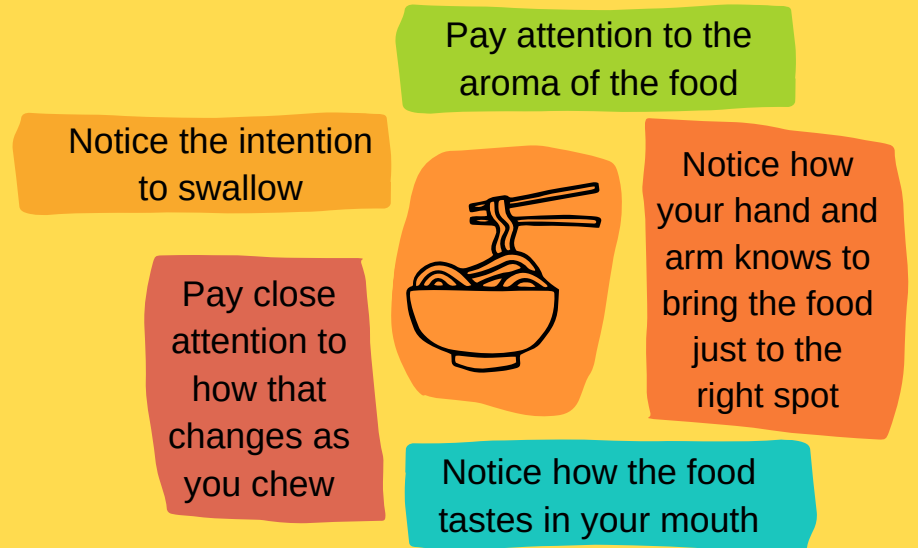 Pay attention to the
aroma of the food
Notice how
your hand and
arm knows to
bring the food
just to the
right spot
Notice how the food
tastes in your mouth
Pay close
attention to
how that
changes as
you chew
Notice the intention
to swallow